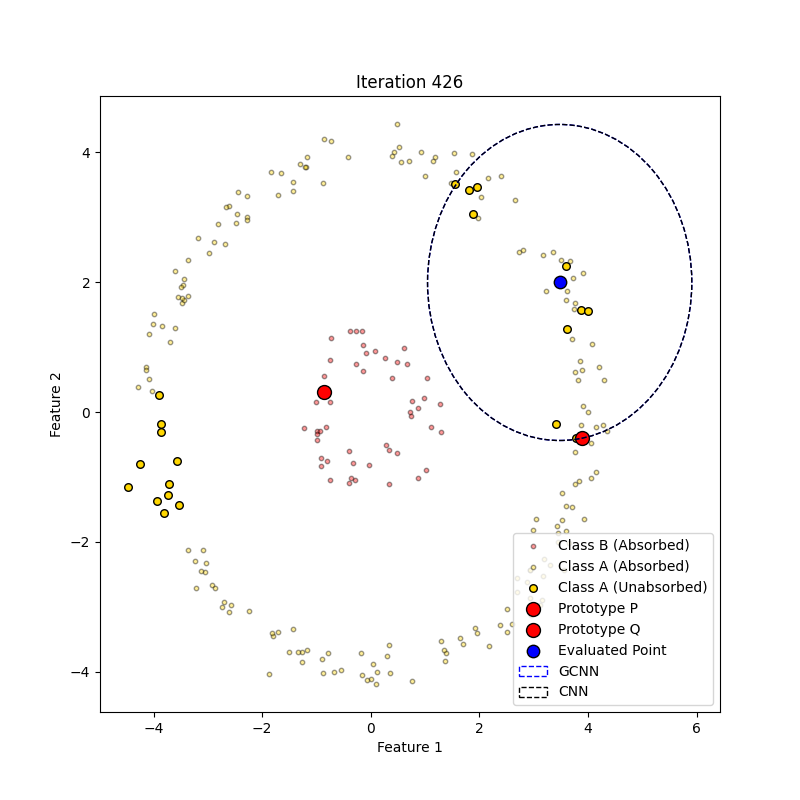 Iteration 426
Feature 2
4
2
0
−2
−4
Class B (Absorbed)
Class A (Absorbed)
Class A (Unabsorbed)
Prototype P
Prototype Q
Evaluated Point
GCNN
CNN
−4 −2 0 2 4 6
Feature 1